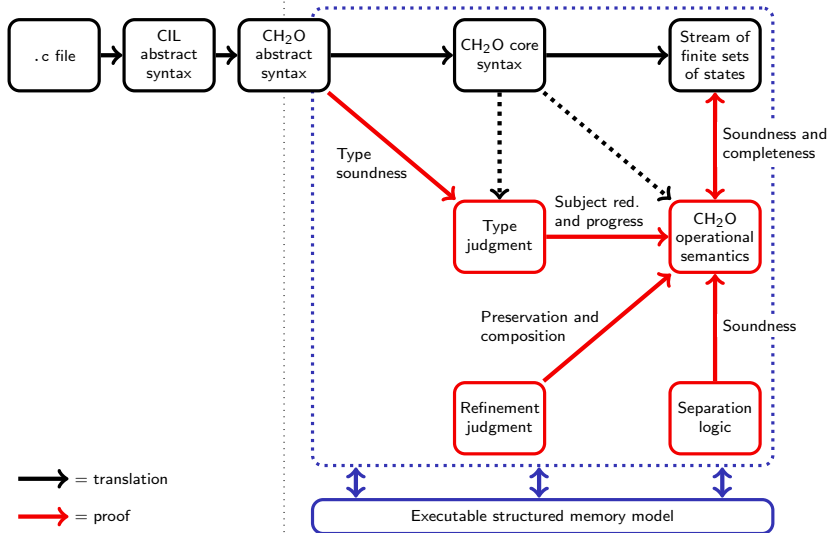 .c file
CIL
abstract
syntax
CH₂O
abstract
syntax
CH₂O core
syntax
Stream of
finite sets
of states
Type
soundness
Soundness and
completeness
Type
judgment
Subject red.
and progress
CH₂O
operational
semantics
Preservation and
composition
Soundness
Refinement
judgment
Separation
logic
= translation
= proof
Executable structured memory model